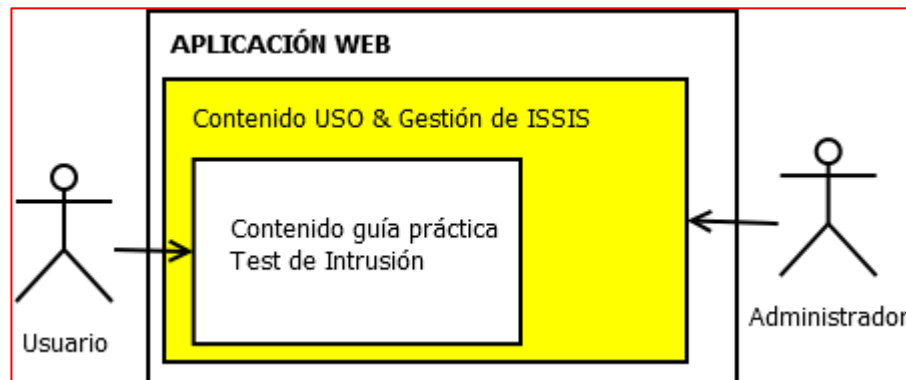 APLICACIÓN WEB
Contenido USO & Gestión de ISSIS
Contenido guía práctica
Test de Intrusión
Usuario
Administrador